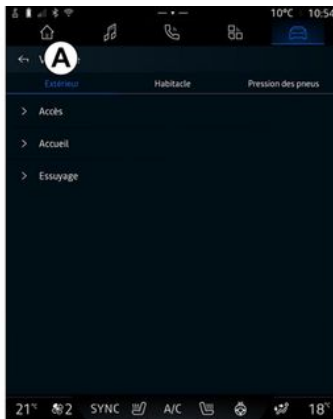 10°C 10:54
A
Extérieur Habitacle Pression des pneus
> Accès
> Accueil
> Essuyage
21°C 2 SYNC A/C 18°